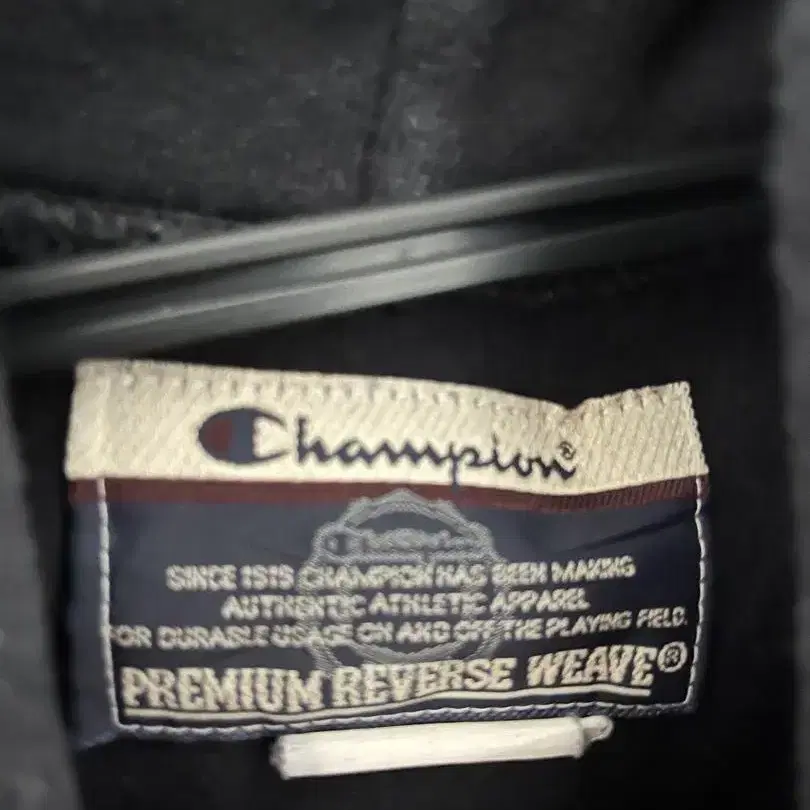 Champion®
SINCE 1919 CHAMPION HAS BEEN MAKING
AUTHENTIC ATHLETIC APPAREL
FOR DURABLE USAGE ON AND OFF THE PLAYING FIELD.
PREMIUM REVERSE WEAVE®